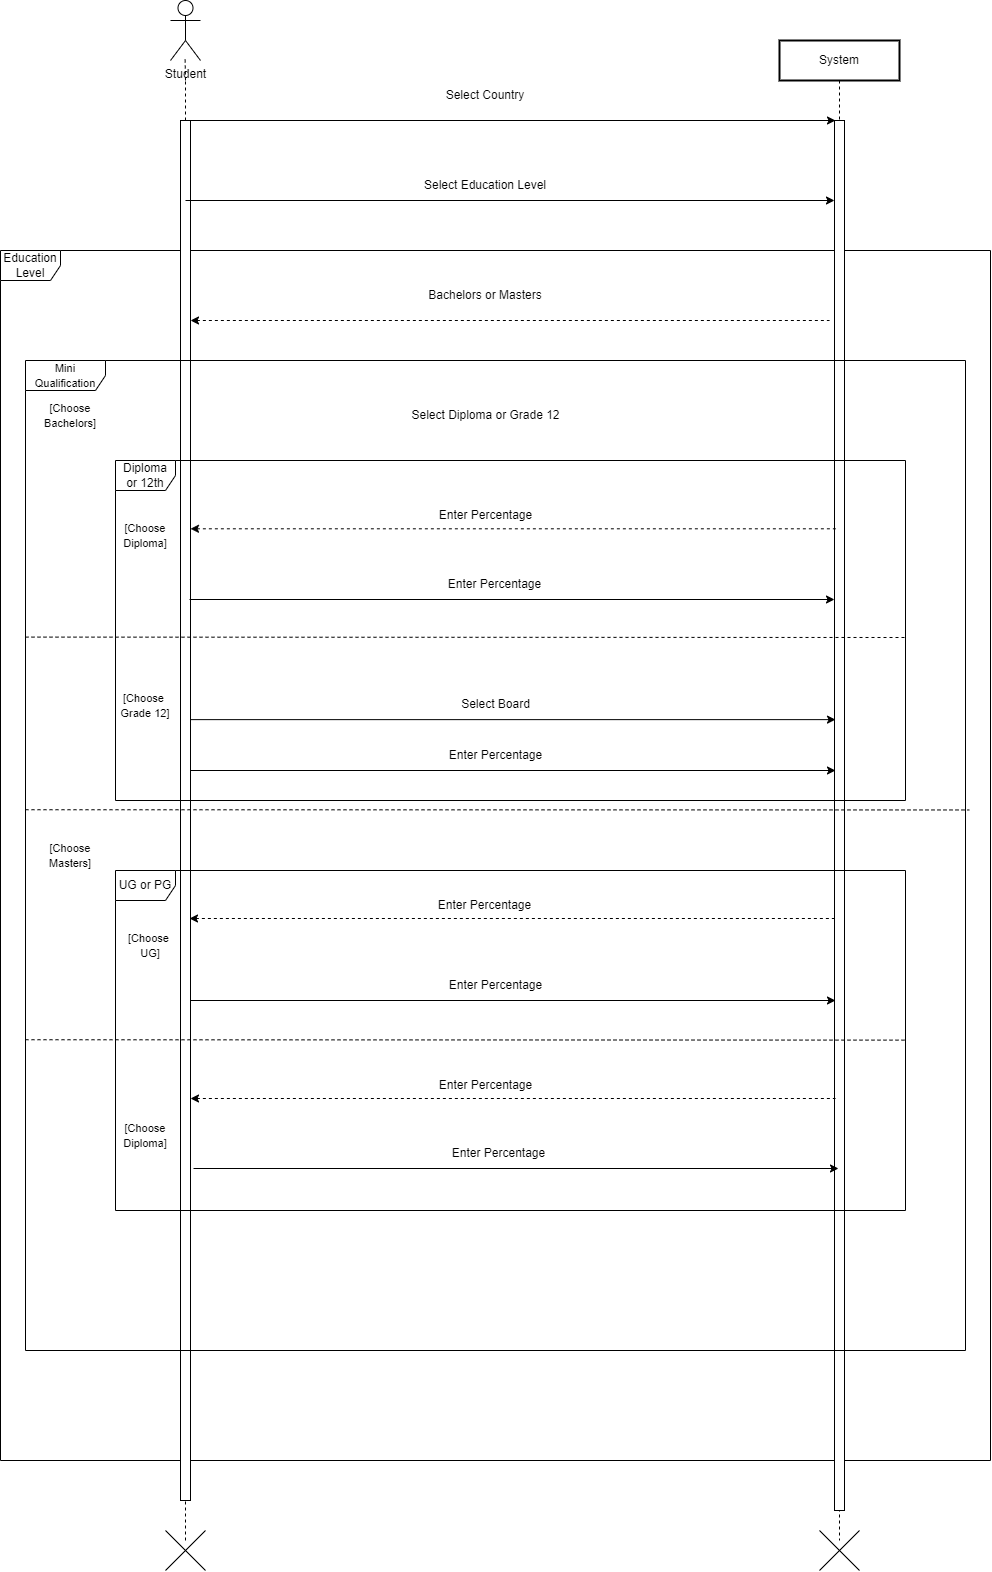 Student
System
Select Country
Select Education Level
Education
Level
Bachelors or Masters
Mini
Qualification
[Choose
Bachelors]
Select Diploma or Grade 12
Diploma
or 12th
Enter Percentage
[Choose
Diploma]
Enter Percentage
[Choose
Grade 12]
Select Board
Enter Percentage
[Choose
Masters]
UG or PG
Enter Percentage
[Choose
UG]
Enter Percentage
Enter Percentage
[Choose
Diploma]
Enter Percentage